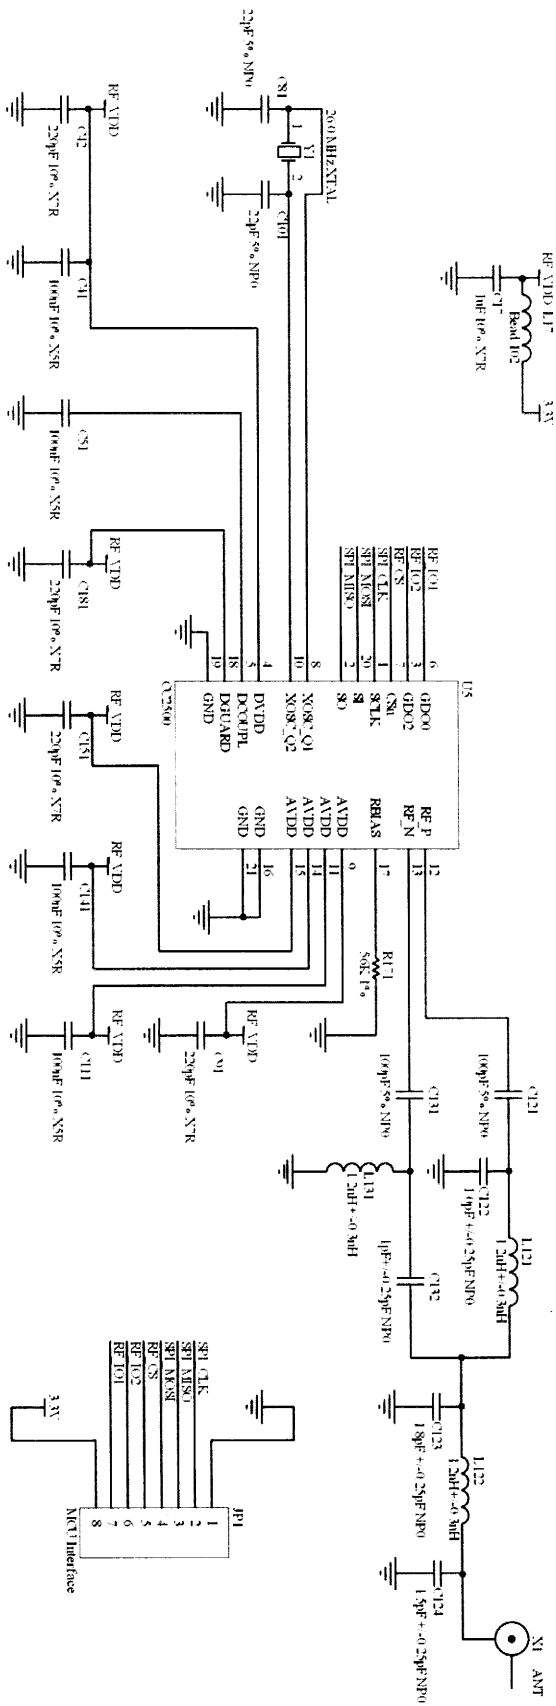 RF VDD LF
Bead 102
C17
1nF 10% X7R
3.3V
26.0 MHz XTAL
C81
22pF 5% NP0
1
Y1
2
C101
22pF 5% NP0
RF VDD
C42
220pF 10% X7R
C41
100nF 10% X5R
C51
100nF 10% X5R
RF VDD
C181
220pF 10% X7R
RF VDD
C151
220pF 10% X7R
RF VDD
C141
100nF 10% X5R
RF VDD
C111
100nF 10% X5R
RF VDD
C91
220pF 10% X7R
RF IO1
RF IO2
RF CS
SPI CLK
SPI MOSI
SPI MISO
6
3
7
1
20
2
8
10
4
5
18
19
U5
GDO0
GDO2
CSn
SCLK
SI
SO
XOSC_Q1
XOSC_Q2
DVDD
DCOUPL
DGUARD
GND
CC2500
RF_P
RF_N
RBIAS
AVDD
AVDD
AVDD
AVDD
GND
GND
12
13
17
9
11
14
15
16
21
R171
56K 1%
C121
100pF 5% NP0
C131
100pF 5% NP0
L131
1.2nH+/-0.3nH
C122
1.0pF +/-0.25pF NP0
L121
1.2nH+/-0.3nH
C132
1pF+/-0.25pF NP0
C123
1.8pF +/-0.25pF NP0
L122
1.2nH+/-0.3nH
C124
1.5pF +/-0.25pF NP0
X1
ANT
SPI CLK
SPI MISO
SPI MOSI
RF CS
RF IO2
RF IO1
3.3V
JP1
1
2
3
4
5
6
7
8
MCU Interface